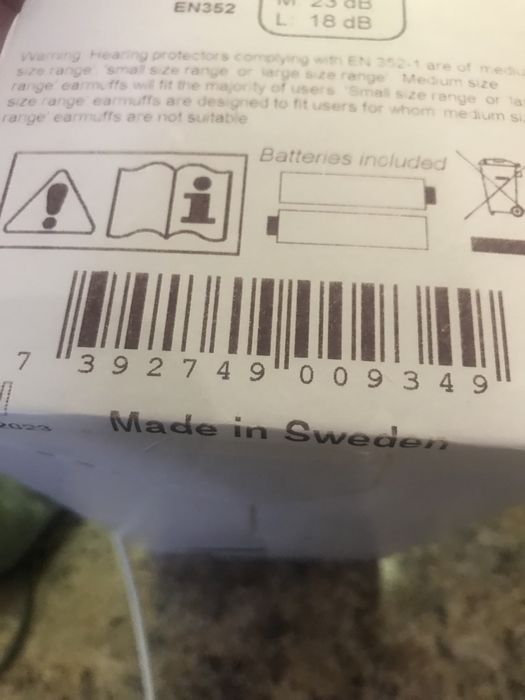 EN352
M: 23 dB
L: 18 dB
Warning Hearing protectors complying with EN 352-1 are of
size range' 'small size range' or 'large size range' Medium size
range' earmuffs will fit the majority of users 'Small size range' or
size range' earmuffs are designed to fit users for whom medium
range' earmuffs are not suitable
Batteries included
7 392749 009349
2023
Made in Sweden